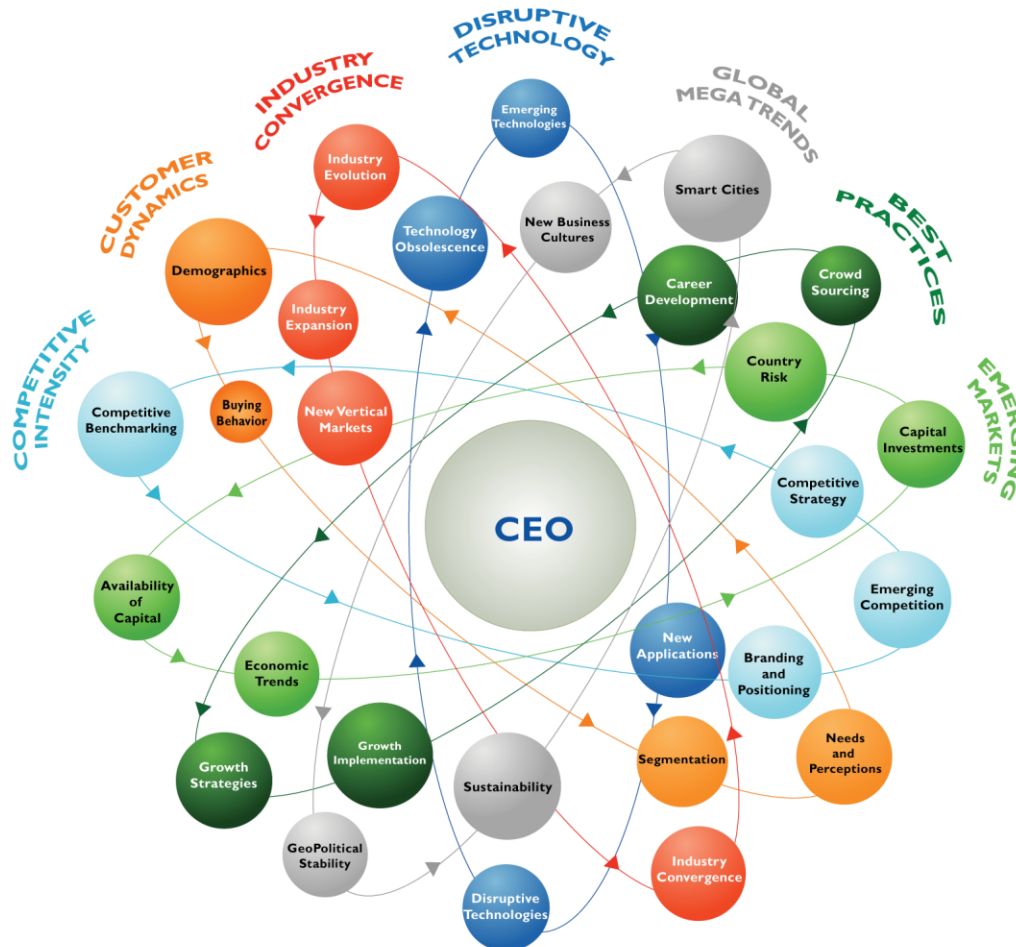 DISRUPTIVE
TECHNOLOGY
INDUSTRY
CONVERGENCE
GLOBAL
MEGA TRENDS
CUSTOMER
DYNAMICS
BEST
PRACTICES
COMPETITIVE
INTENSITY
EMERGING
MARKETS
Emerging
Technologies
Industry
Evolution
Smart Cities
Technology
Obsolescence
New Business
Cultures
Demographics
Career
Development
Crowd
Sourcing
Industry
Expansion
Country
Risk
Competitive
Benchmarking
Buying
Behavior
New Vertical
Markets
Capital
Investments
Competitive
Strategy
CEO
Availability
of
Capital
Emerging
Competition
New
Applications
Economic
Trends
Branding
and
Positioning
Growth
Strategies
Growth
Implementation
Sustainability
Segmentation
Needs
and
Perceptions
GeoPolitical
Stability
Industry
Convergence
Disruptive
Technologies